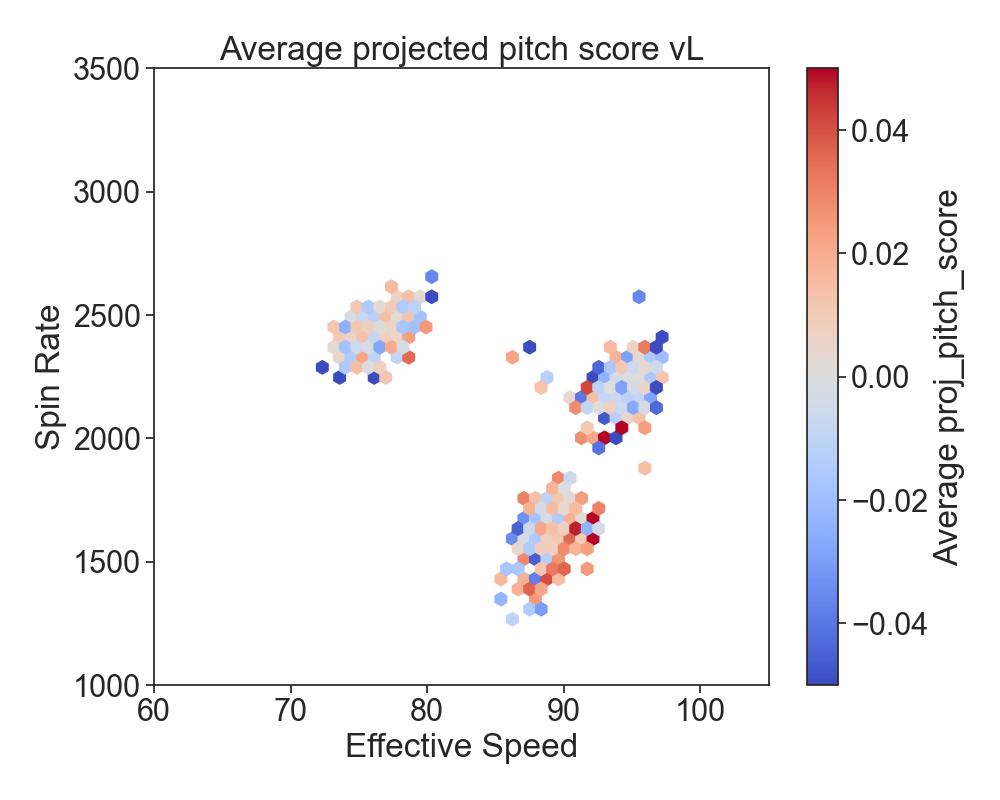 Average projected pitch score vL
3500
3000
2500
2000
1500
1000
Spin Rate
60 70 80 90 100
Effective Speed
0.04
0.02
0.00
−0.02
−0.04
Average proj_pitch_score